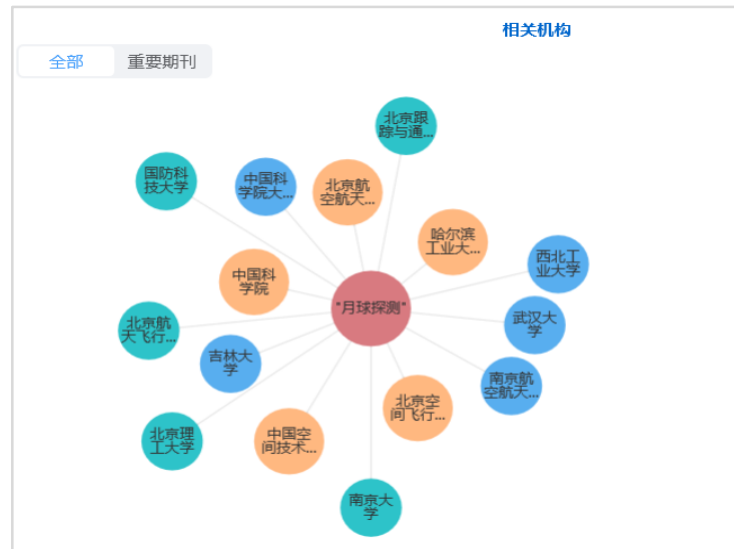 相关机构
全部
重要期刊
北京跟
踪与通...
国防科
技大学
中国科
学院大...
北京航
空航天...
哈尔滨
工业大...
西北工
业大学
中国科
学院
"月球探测"
武汉大
学
北京航
天飞行...
吉林大
学
南京航
空航天...
北京空
间飞行...
北京理
工大学
中国空
间技术...
南京大
学